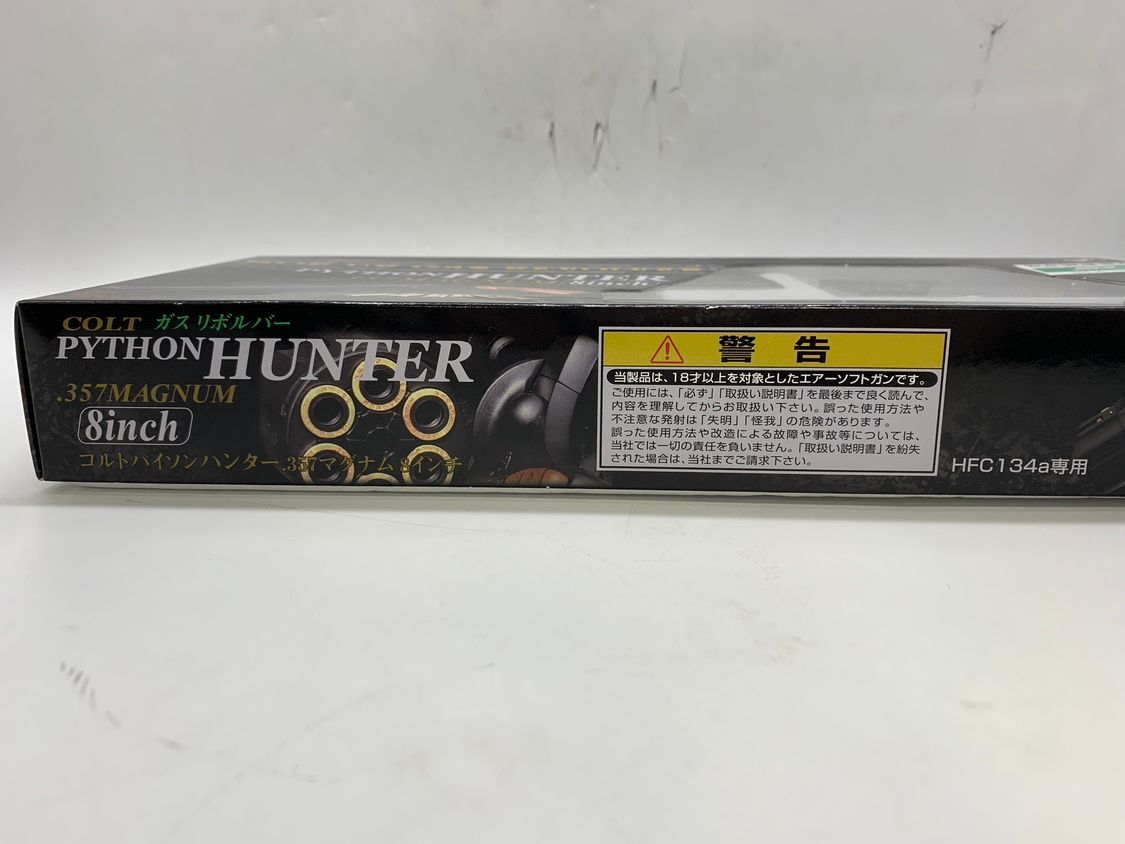 PYTHON HUNTER
8inch
COLT ガスリボルバー
PYTHON HUNTER
.357MAGNUM
8inch
コルトパイソンハンター.357マグナム 8インチ
警告
当製品は、18才以上を対象としたエアーソフトガンです。
ご使用には、「必ず」「取扱い説明書」を最後まで良く読んで、
内容を理解してからお取扱い下さい。誤った使用方法や
不注意な発射は「失明」「怪我」の危険があります。
誤った使用方法や改造による故障や事故等については、
当社では一切の責任を負いません。「取扱い説明書」を紛失
された場合は、当社までご請求下さい。
HFC134a専用